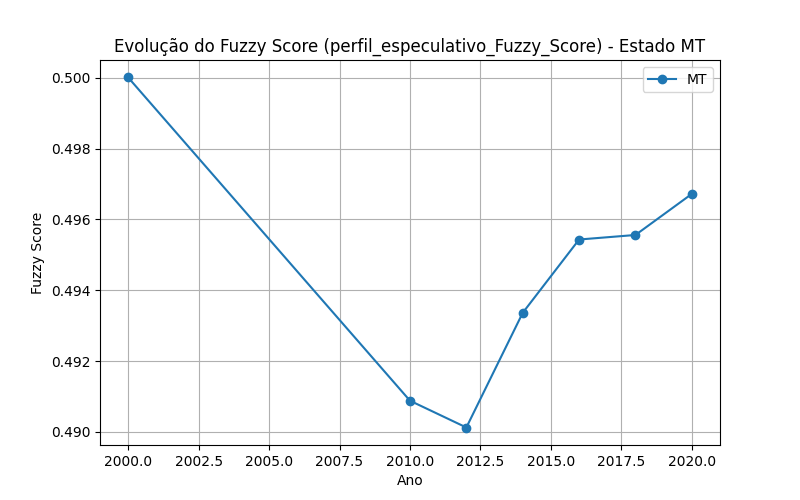 Evolução do Fuzzy Score (perfil_especulativo_Fuzzy_Score) - Estado MT
MT
Fuzzy Score
0.500
0.498
0.496
0.494
0.492
0.490
2000.0 2002.5 2005.0 2007.5 2010.0 2012.5 2015.0 2017.5 2020.0
Ano